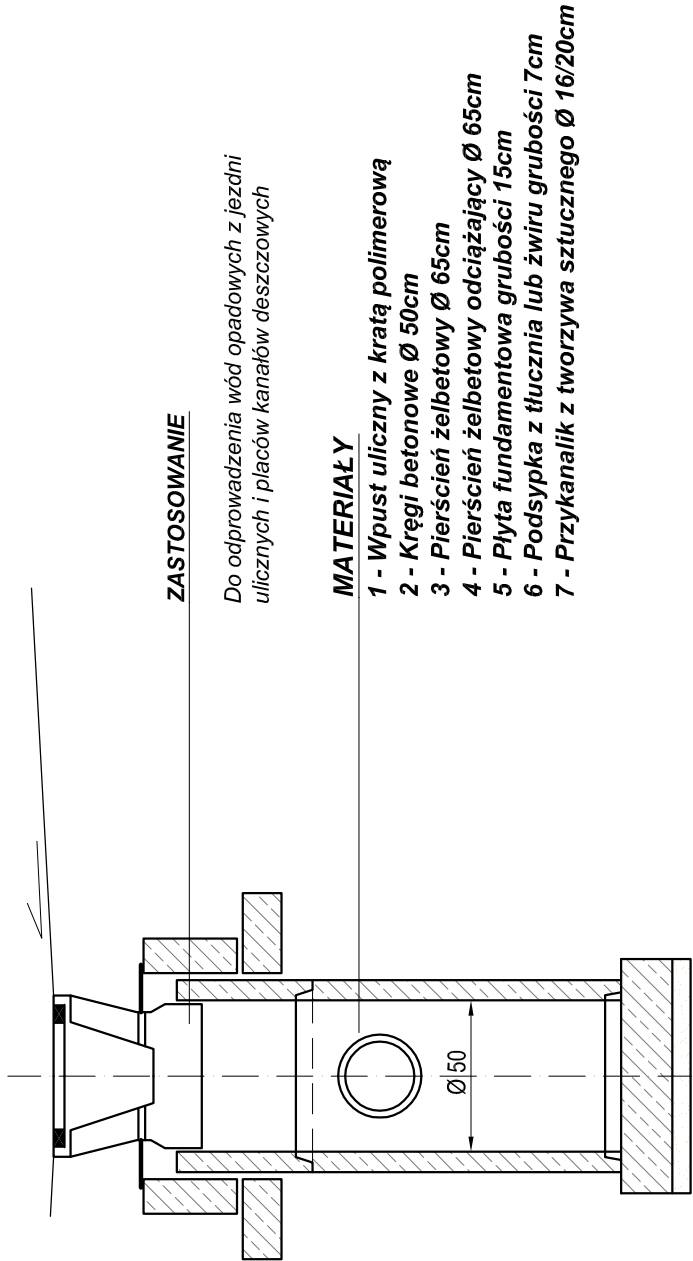 ZASTOSOWANIE
Do odprowadzenia wód opadowych z jezdni
ulicznych i placów kanałów deszczowych
MATERIAŁY
1 - Wpust uliczny z kratą polimerową
2 - Kręgi betonowe Ø 50cm
3 - Pierścień żelbetowy Ø 65cm
4 - Pierścień żelbetowy odciążający Ø 65cm
5 - Płyta fundamentowa grubości 15cm
6 - Podsypka z tłucznia lub żwiru grubości 7cm
7 - Przykanalik z tworzywa sztucznego Ø 16/20cm
Ø 50